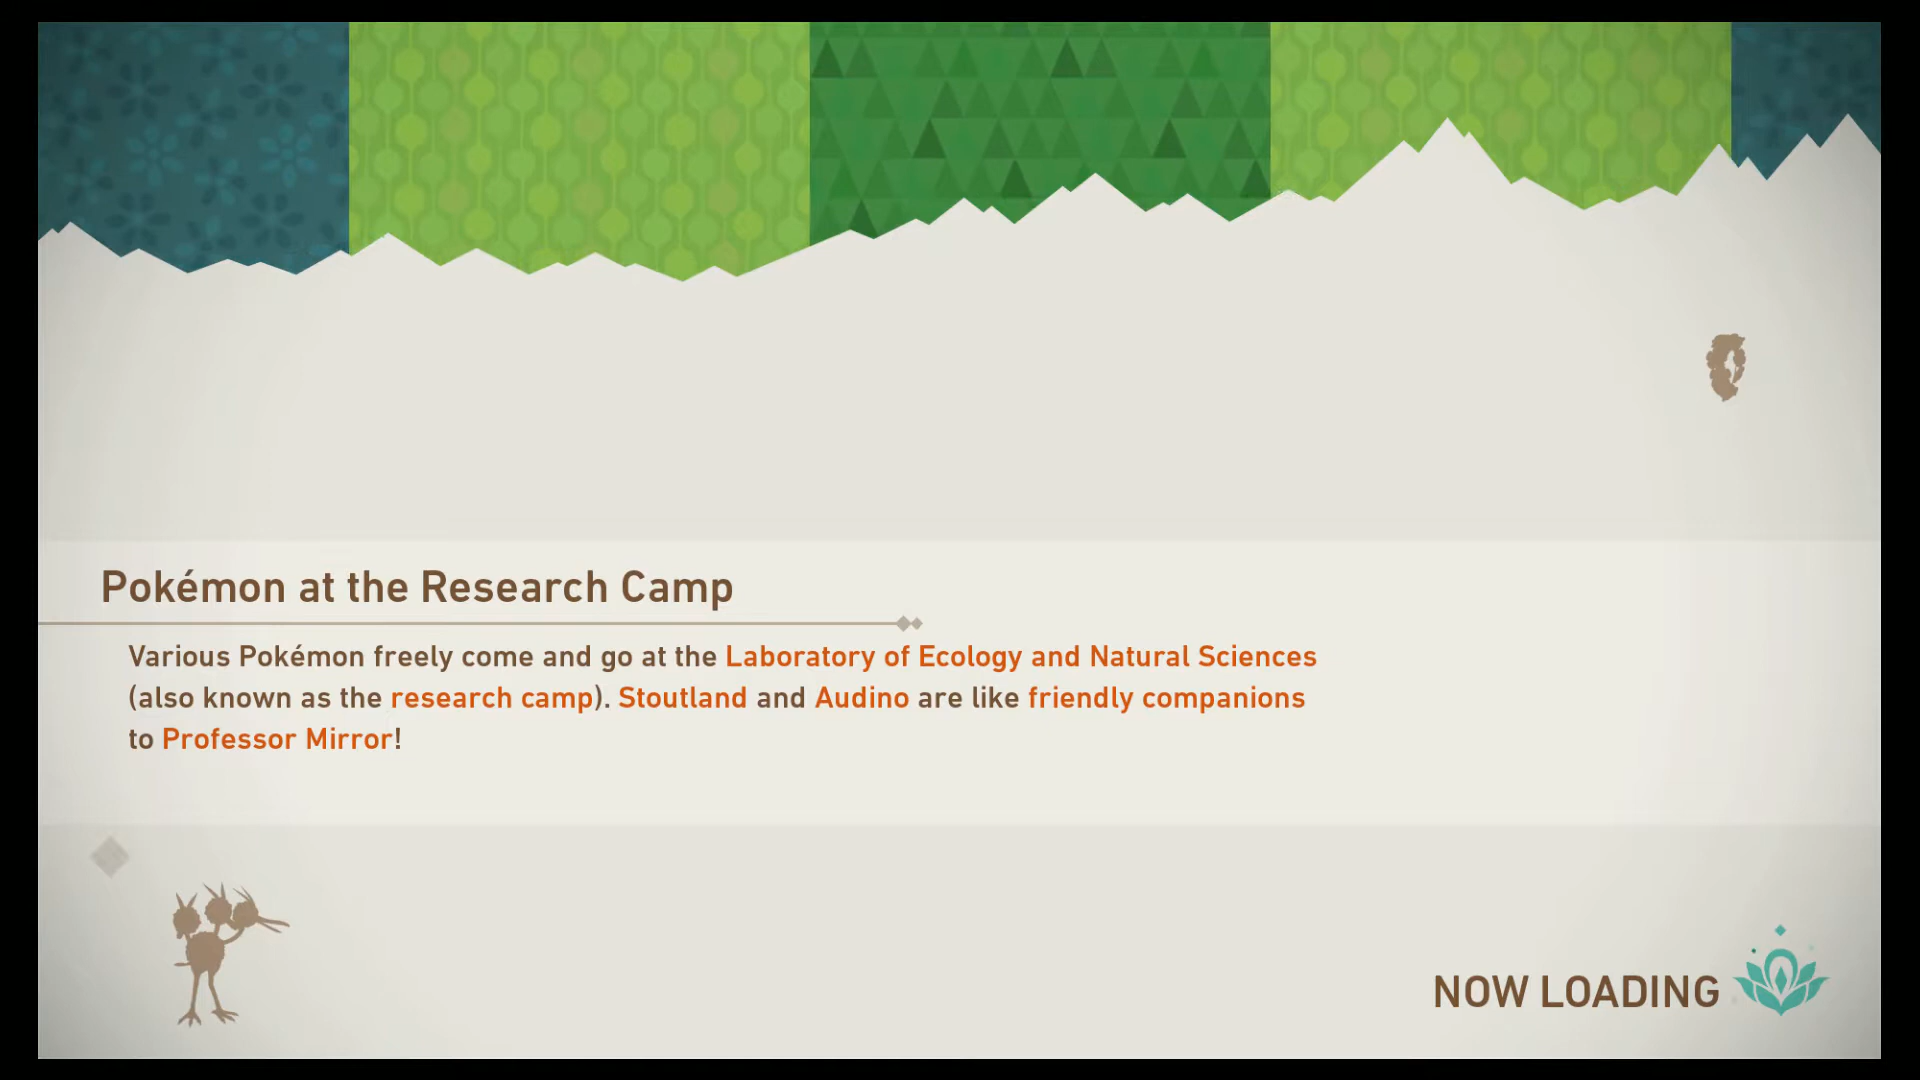 Pokémon at the Research Camp
Various Pokémon freely come and go at the Laboratory of Ecology and Natural Sciences
(also known as the research camp). Stoutland and Audino are like friendly companions
to Professor Mirror!
NOW LOADING